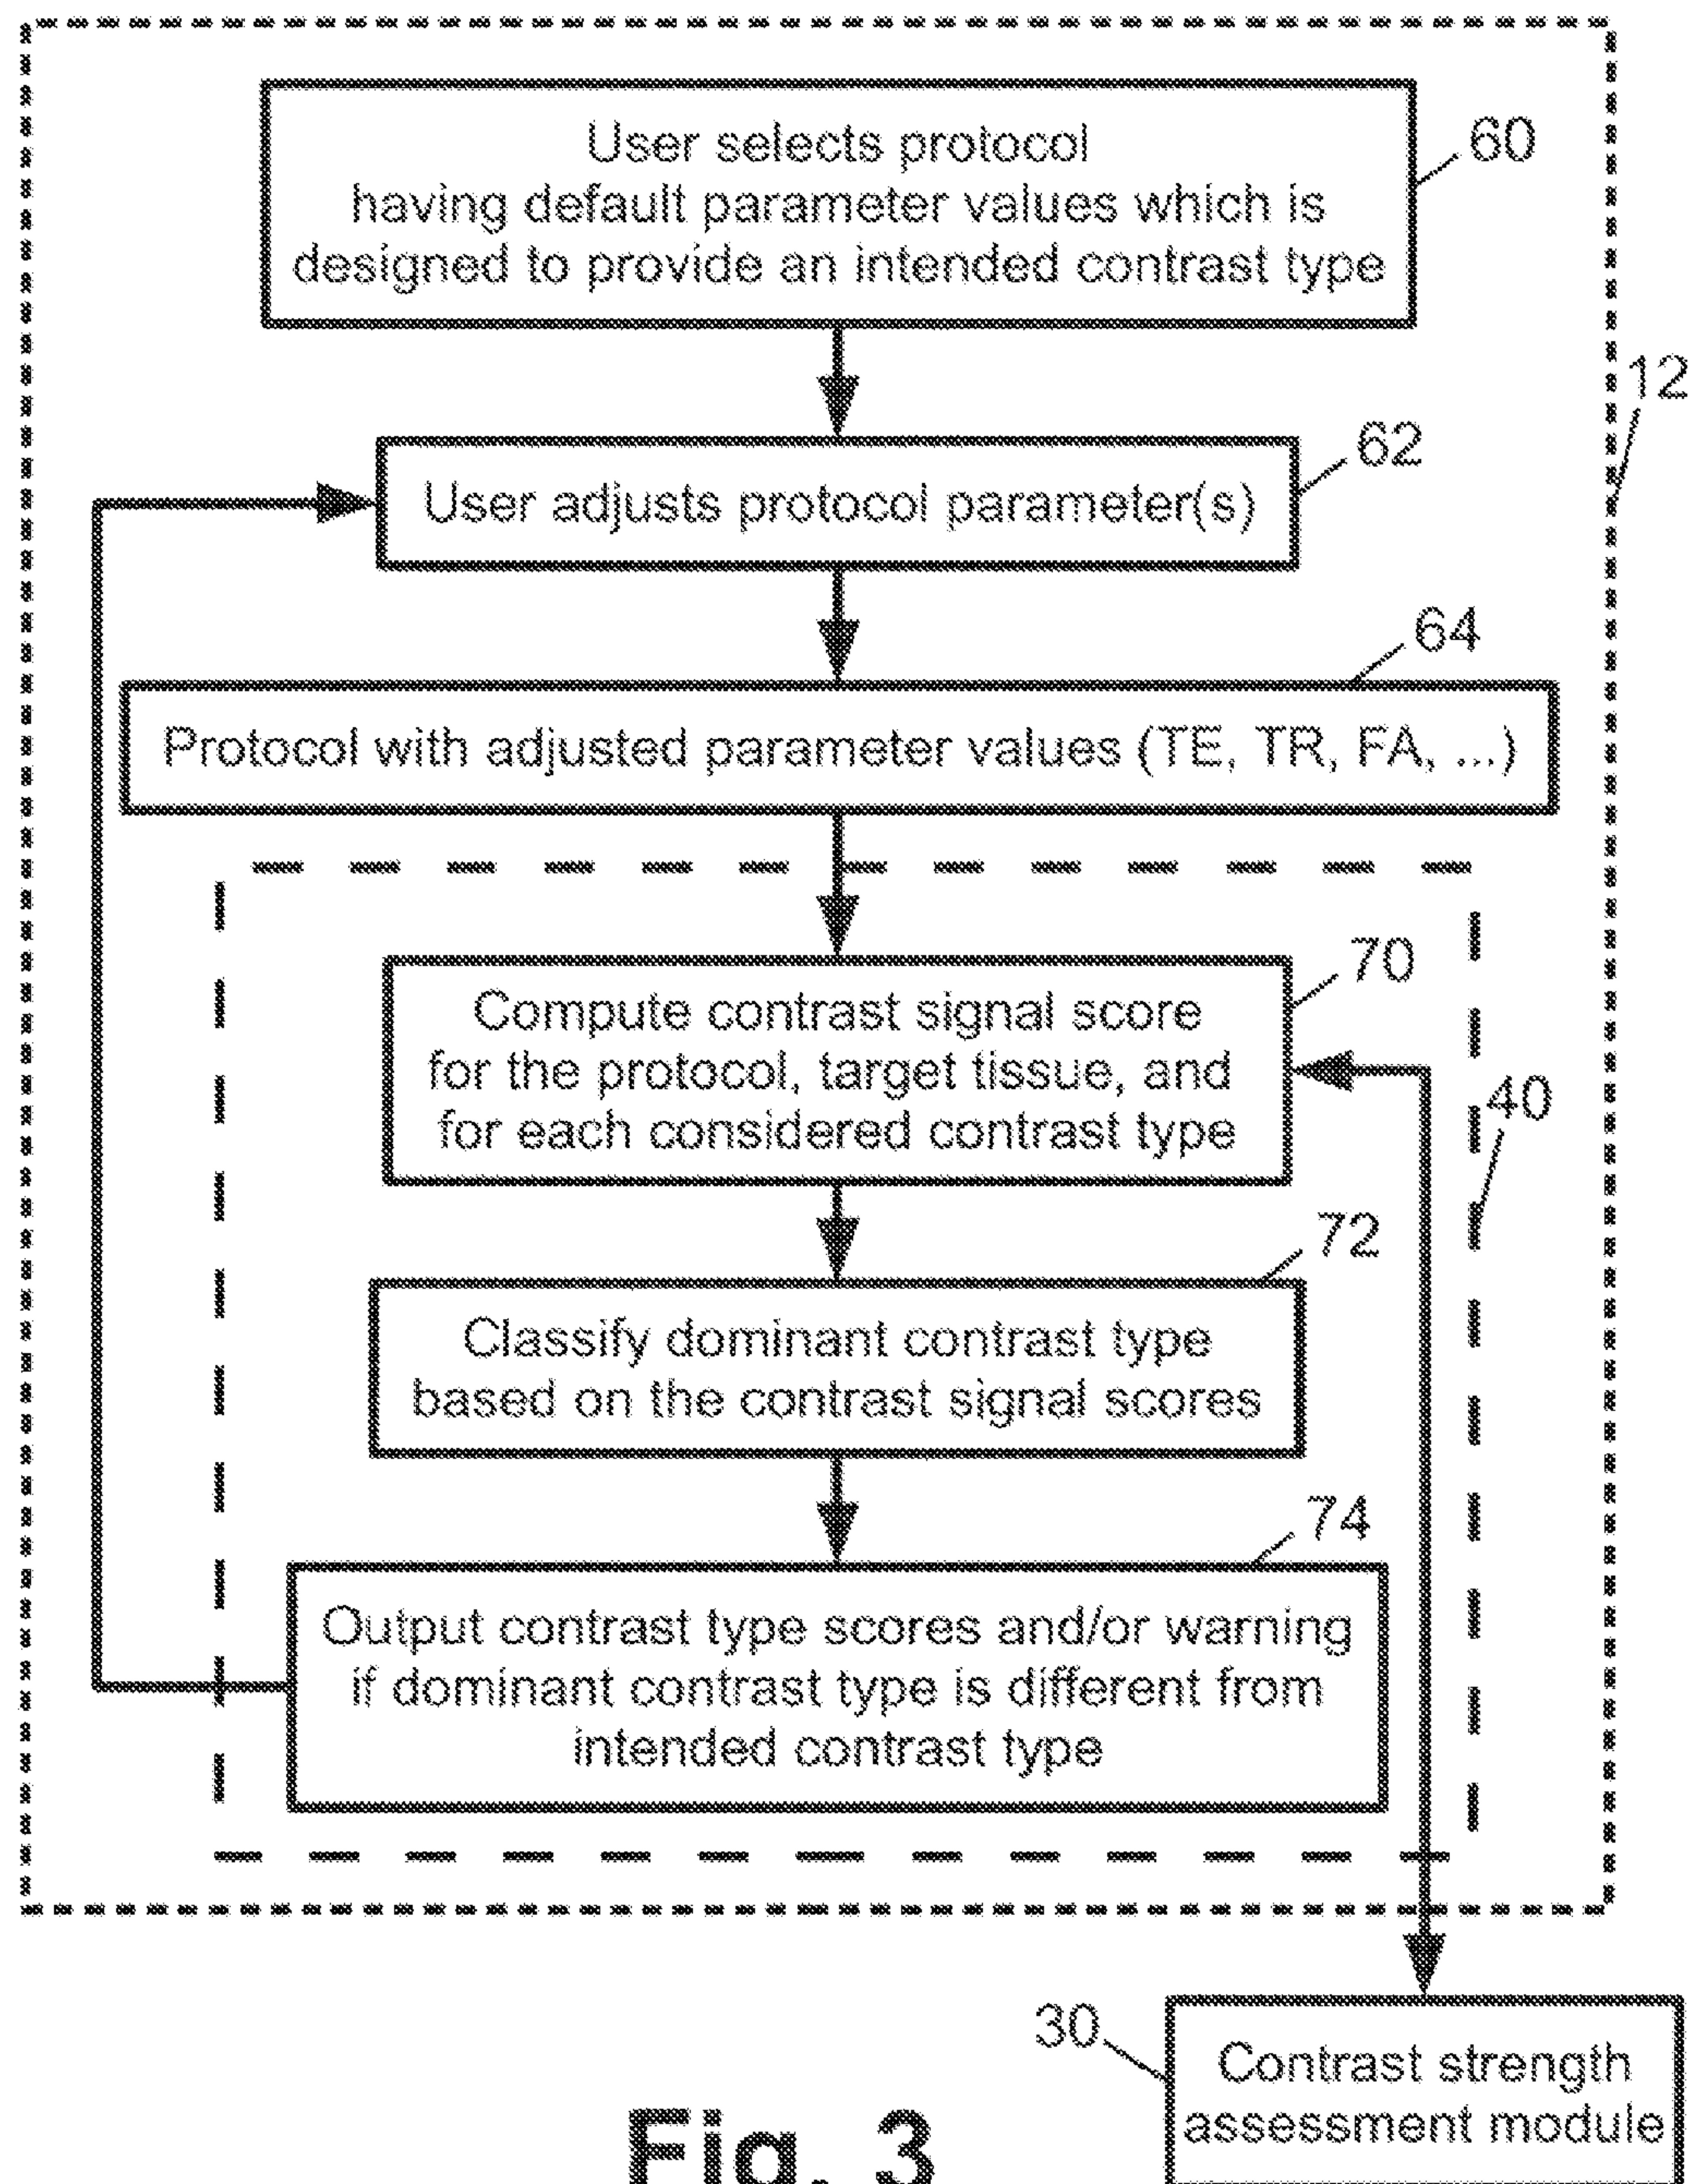 User selects protocol
having default parameter values which is
designed to provide an intended contrast type
60
12
User adjusts protocol parameter(s)
62
64
Protocol with adjusted parameter values (TE, TR, FA, ...)
70
Compute contrast signal score
for the protocol, target tissue, and
for each considered contrast type
40
72
Classify dominant contrast type
based on the contrast signal scores
74
Output contrast type scores and/or warning
if dominant contrast type is different from
intended contrast type
30
Contrast strength
assessment module
Fig. 3